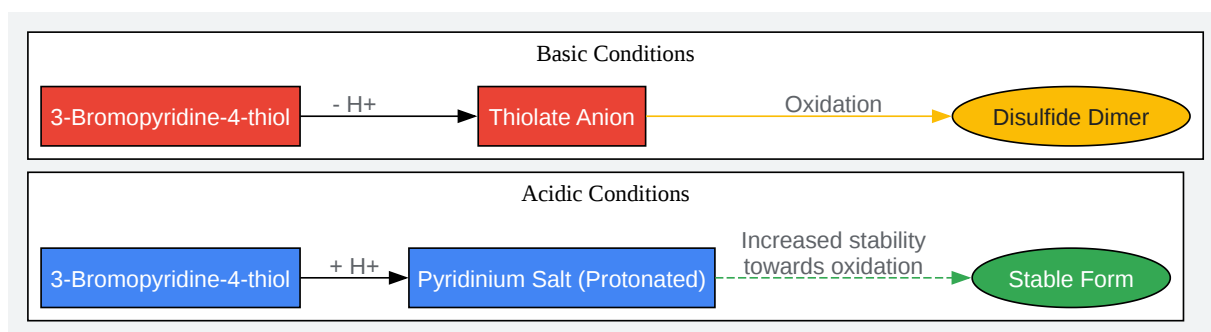 Basic Conditions
3-Bromopyridine-4-thiol
- H+
Thiolate Anion
Oxidation
Disulfide Dimer
Acidic Conditions
3-Bromopyridine-4-thiol
+ H+
Pyridinium Salt (Protonated)
Increased stability
towards oxidation
Stable Form